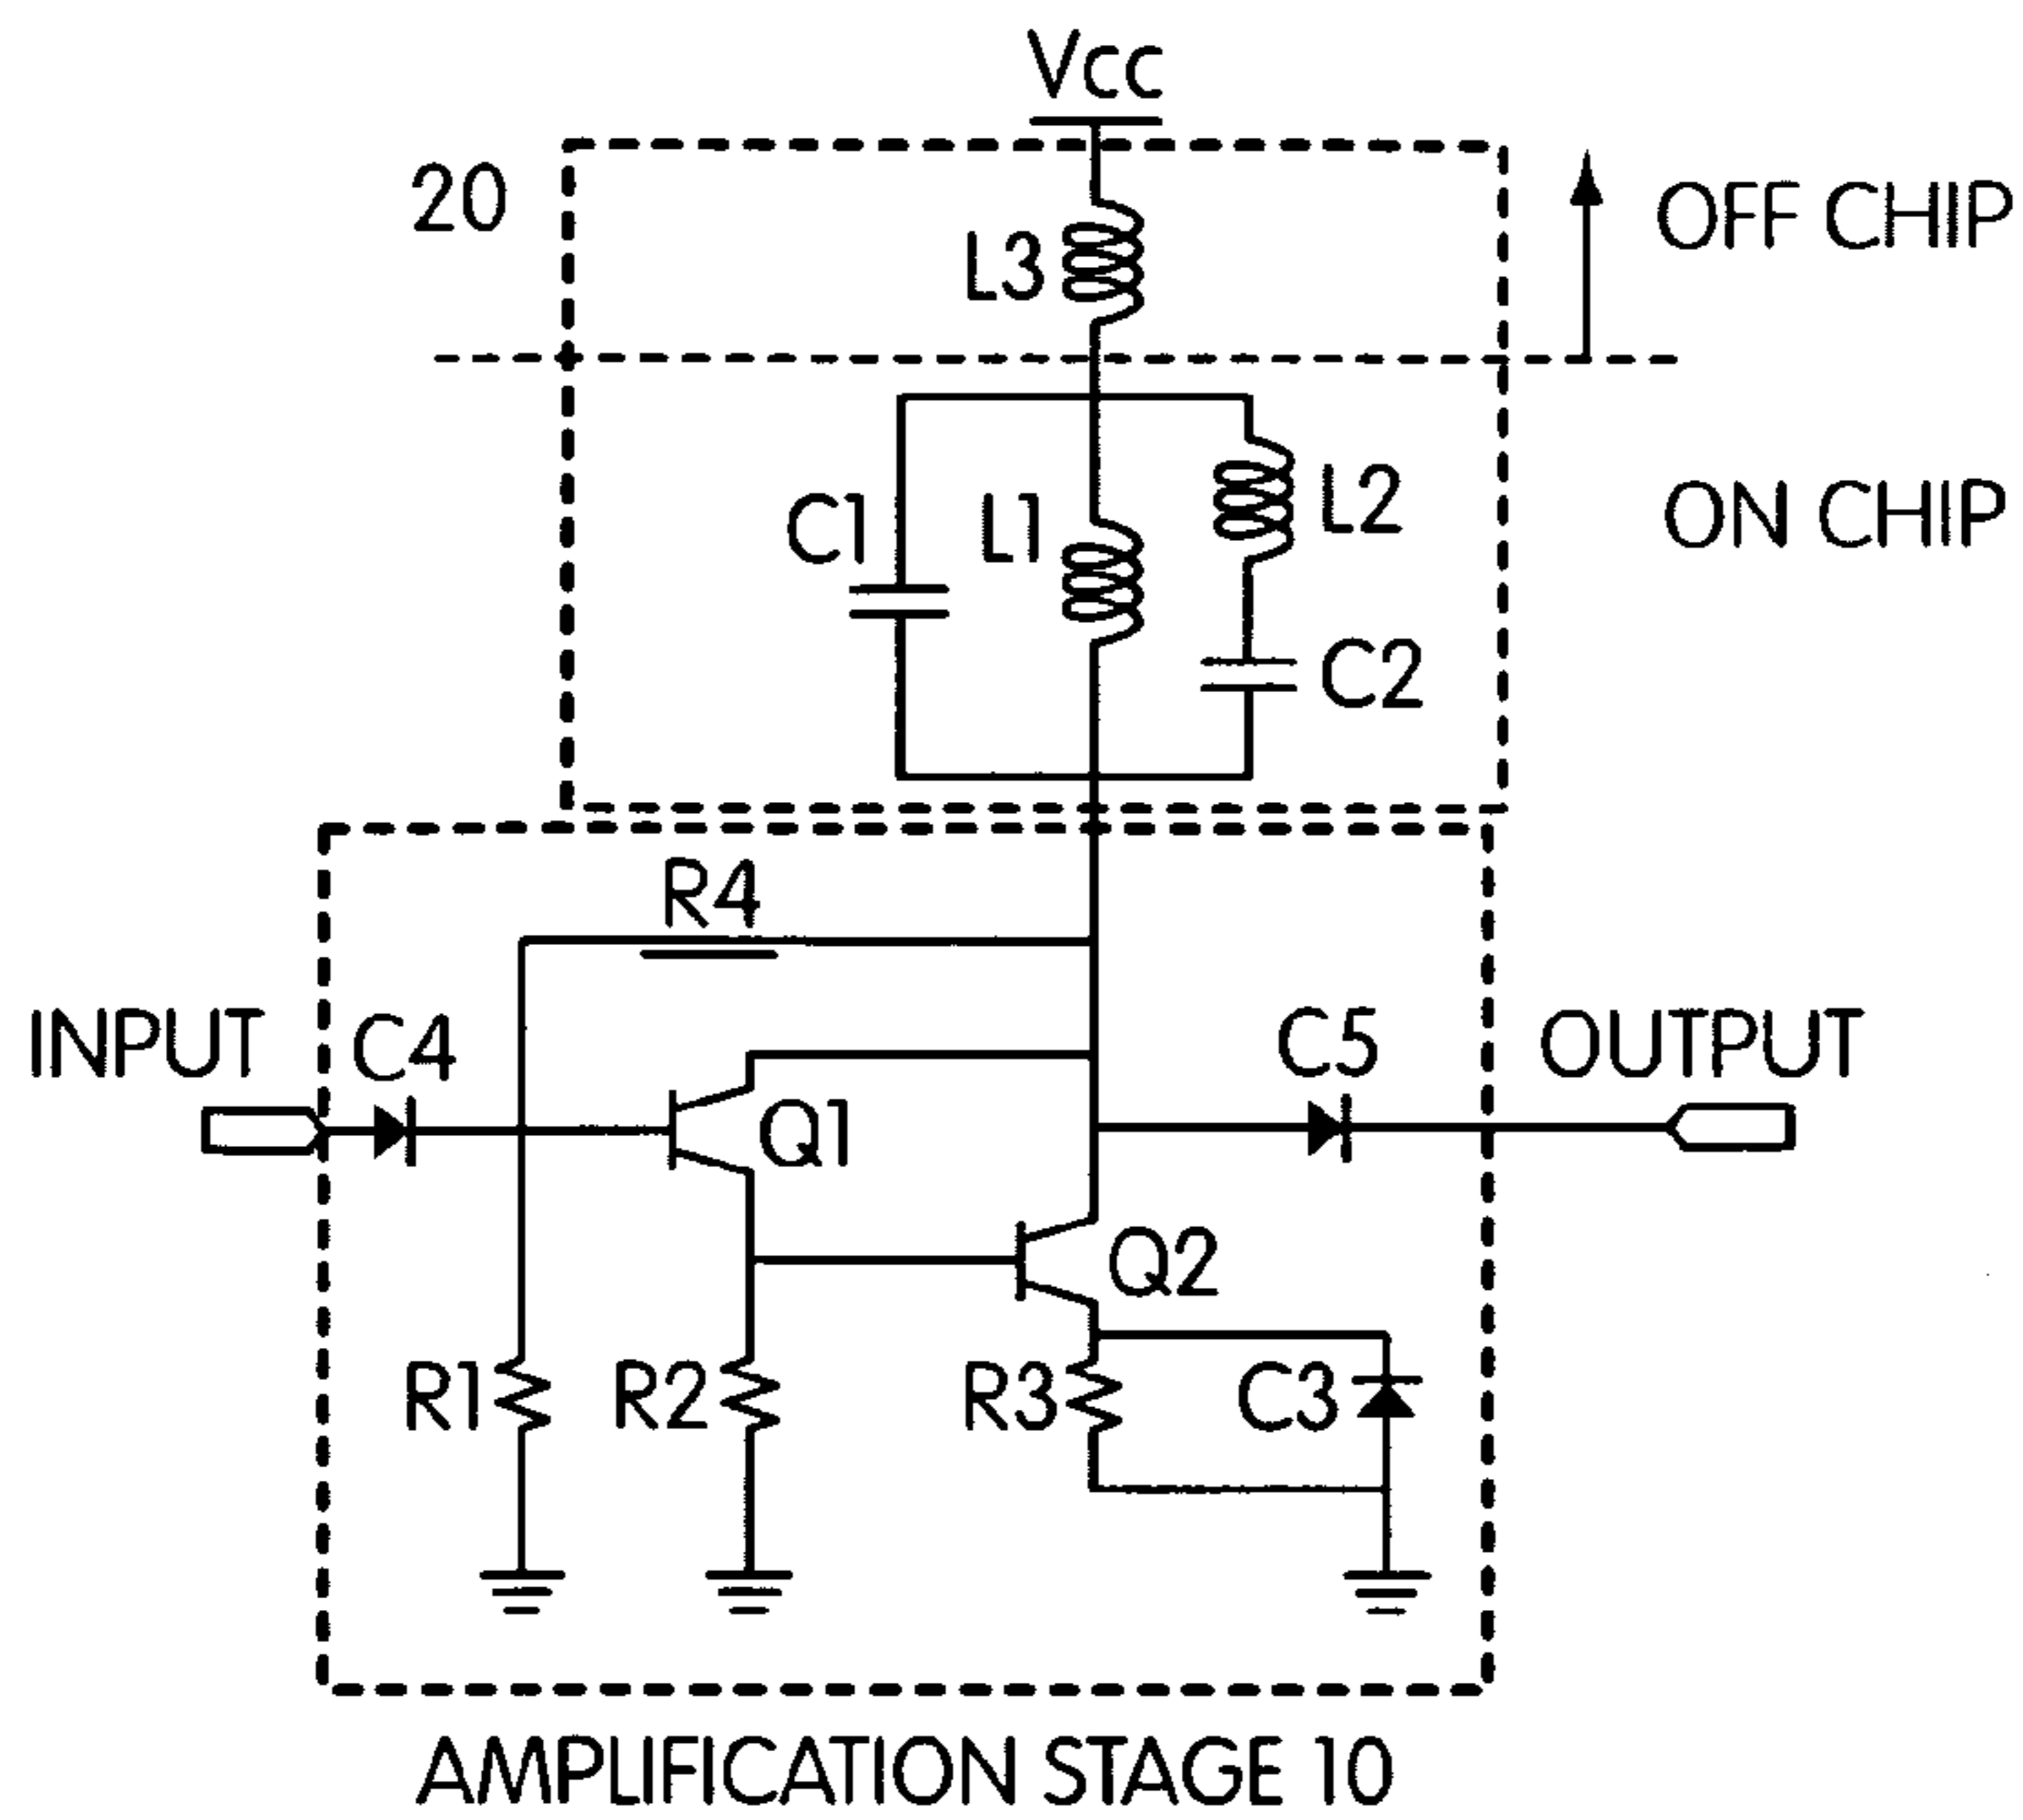 Vcc
20
OFF CHIP
L3
ON CHIP
C1
L1
L2
C2
R4
INPUT
C4
C5
OUTPUT
Q1
Q2
R1
R2
R3
C3
AMPLIFICATION STAGE 10